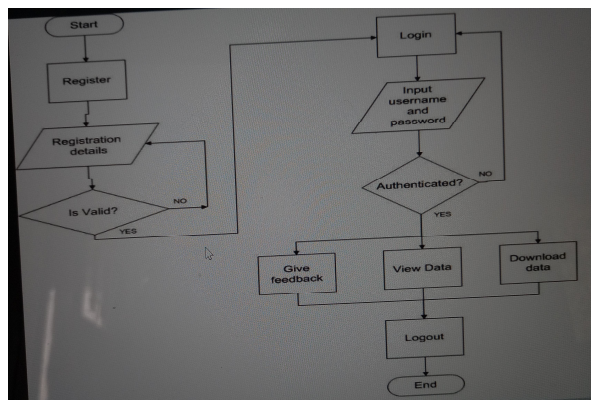 Start
Register
Registration
details
Is Valid?
NO
YES
Login
Input
username
and
password
Authenticated?
NO
YES
Give
feedback
View Data
Download
data
Logout
End